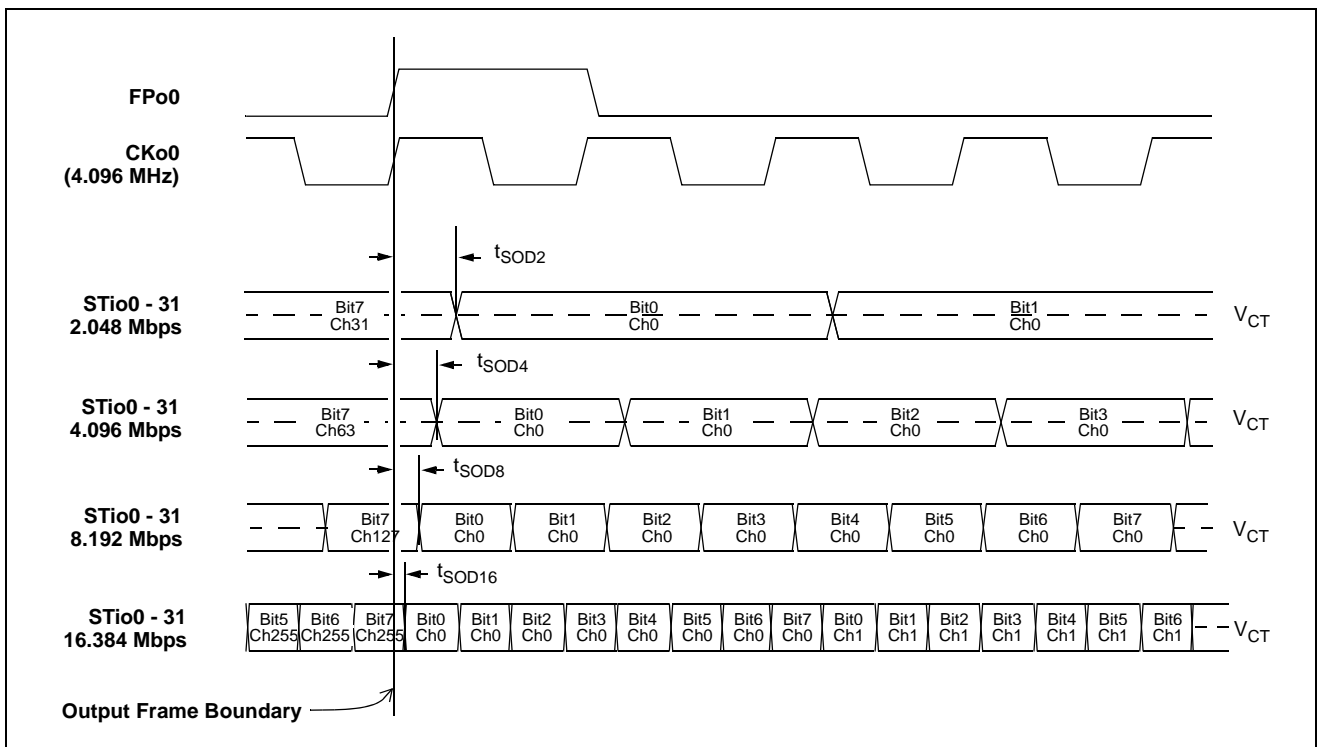 FPo0
CKo0
(4.096 MHz)
tSOD2
STio0 - 31
2.048 Mbps
Bit7
Ch31
Bit0
Ch0
Bit1
Ch0
VCT
tSOD4
STio0 - 31
4.096 Mbps
Bit7
Ch63
Bit0
Ch0
Bit1
Ch0
Bit2
Ch0
Bit3
Ch0
VCT
tSOD8
STio0 - 31
8.192 Mbps
Bit7
Ch127
Bit0
Ch0
Bit1
Ch0
Bit2
Ch0
Bit3
Ch0
Bit4
Ch0
Bit5
Ch0
Bit6
Ch0
Bit7
Ch0
VCT
tSOD16
STio0 - 31
16.384 Mbps
Bit5
Ch255
Bit6
Ch255
Bit7
Ch255
Bit0
Ch0
Bit1
Ch0
Bit2
Ch0
Bit3
Ch0
Bit4
Ch0
Bit5
Ch0
Bit6
Ch0
Bit7
Ch0
Bit0
Ch1
Bit1
Ch1
Bit2
Ch1
Bit3
Ch1
Bit4
Ch1
Bit5
Ch1
Bit6
Ch1
VCT
Output Frame Boundary